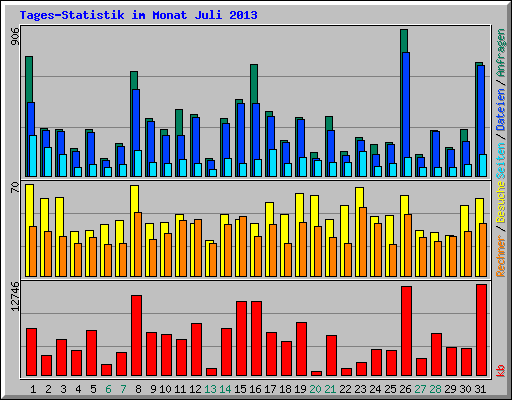 Tages-Statistik im Monat Juli 2013
906
70
12746
Rechner / Besuche Seiten / Dateien / Anfragen
kb
1 2 3 4 5 6 7 8 9 10 11 12 13 14 15 16 17 18 19 20 21 22 23 24 25 26 27 28 29 30 31